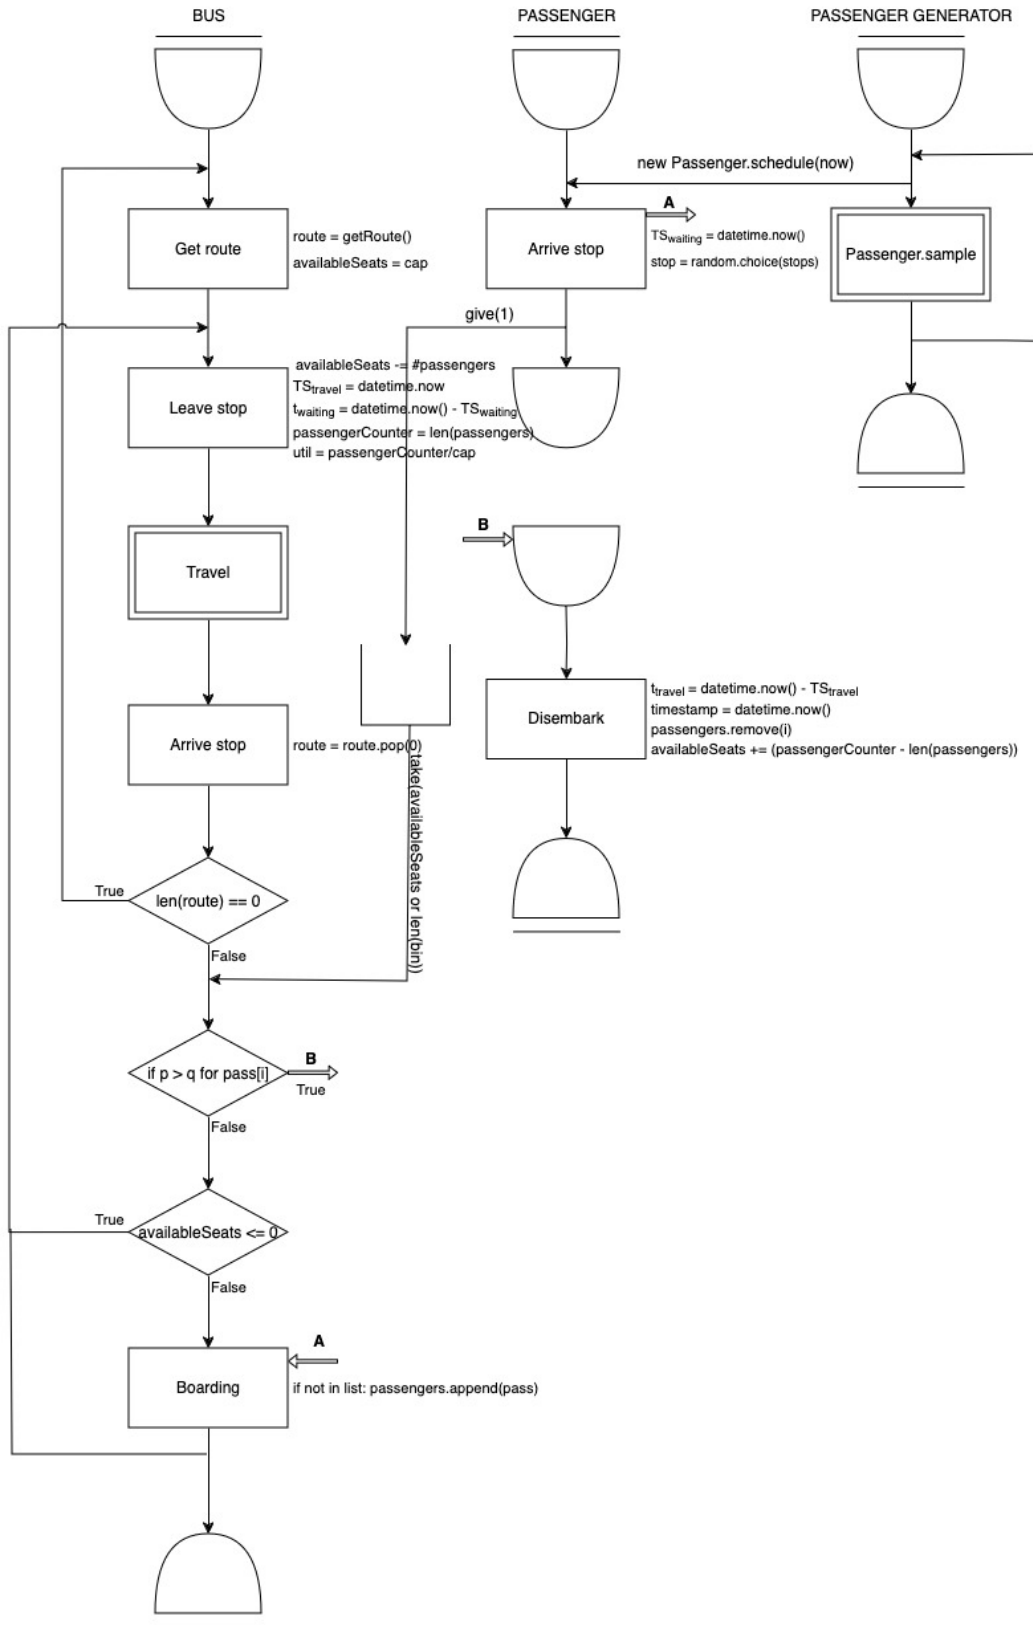 BUS
PASSENGER
PASSENGER GENERATOR
new Passenger.schedule(now)
A
Get route
route = getRoute()
availableSeats = cap
Arrive stop
TSwaiting = datetime.now()
stop = random.choice(stops)
Passenger.sample
give(1)
Leave stop
availableSeats -= #passengers
TStravel = datetime.now
twaiting = datetime.now() - TSwaiting
passengerCounter = len(passengers)
util = passengerCounter/cap
B
Travel
Disembark
ttravel = datetime.now() - TStravel
timestamp = datetime.now()
passengers.remove(i)
availableSeats += (passengerCounter - len(passengers))
Arrive stop
route = route.pop(0)
take(availableSeats or len(bin))
True
len(route) == 0
False
if p > q for pass[i]
B
True
False
True
availableSeats <= 0
False
A
Boarding
if not in list: passengers.append(pass)